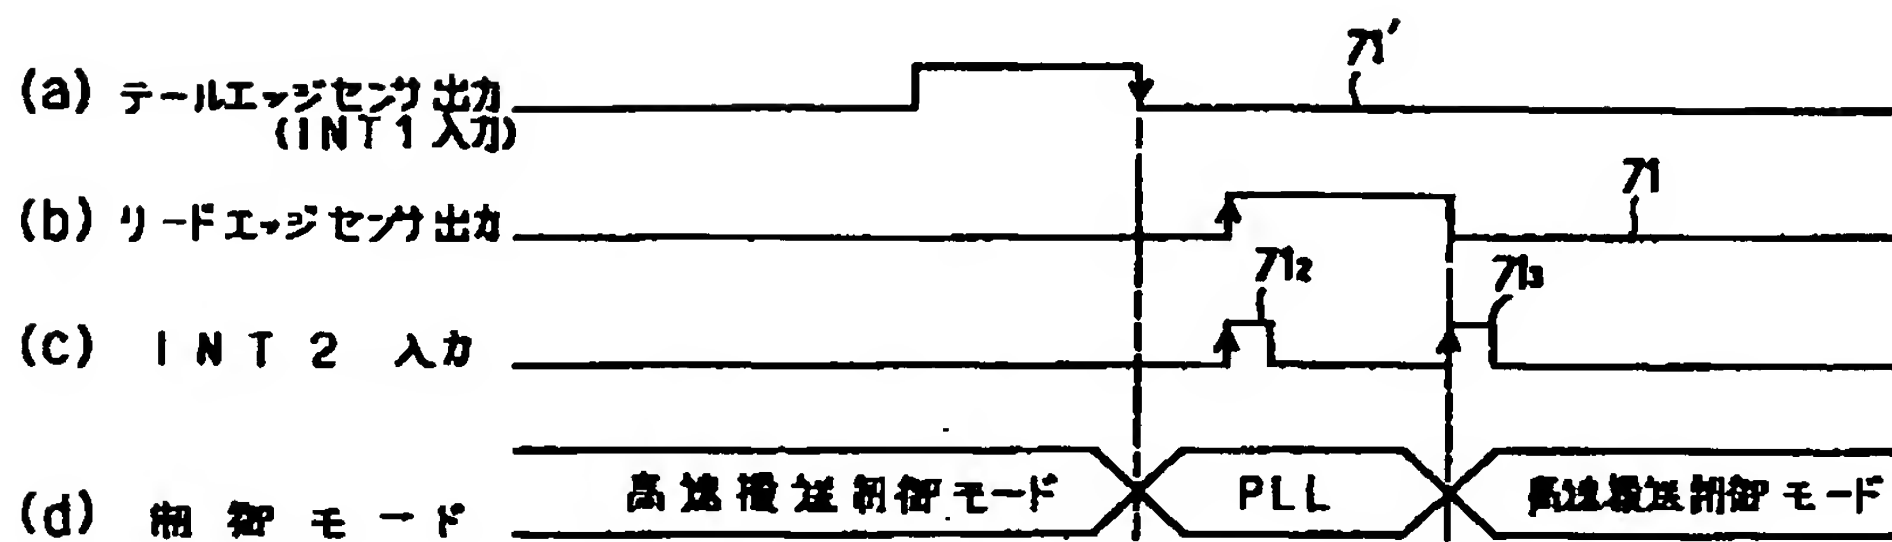 71'
(a) テールエッジセンサ出力
(INT1入力)
71
(b) リードエッジセンサ出力
71₂
71₃
(c) INT2 入力
高速搬送制御モード
PLL
高速搬送制御モード
(d) 制御モード